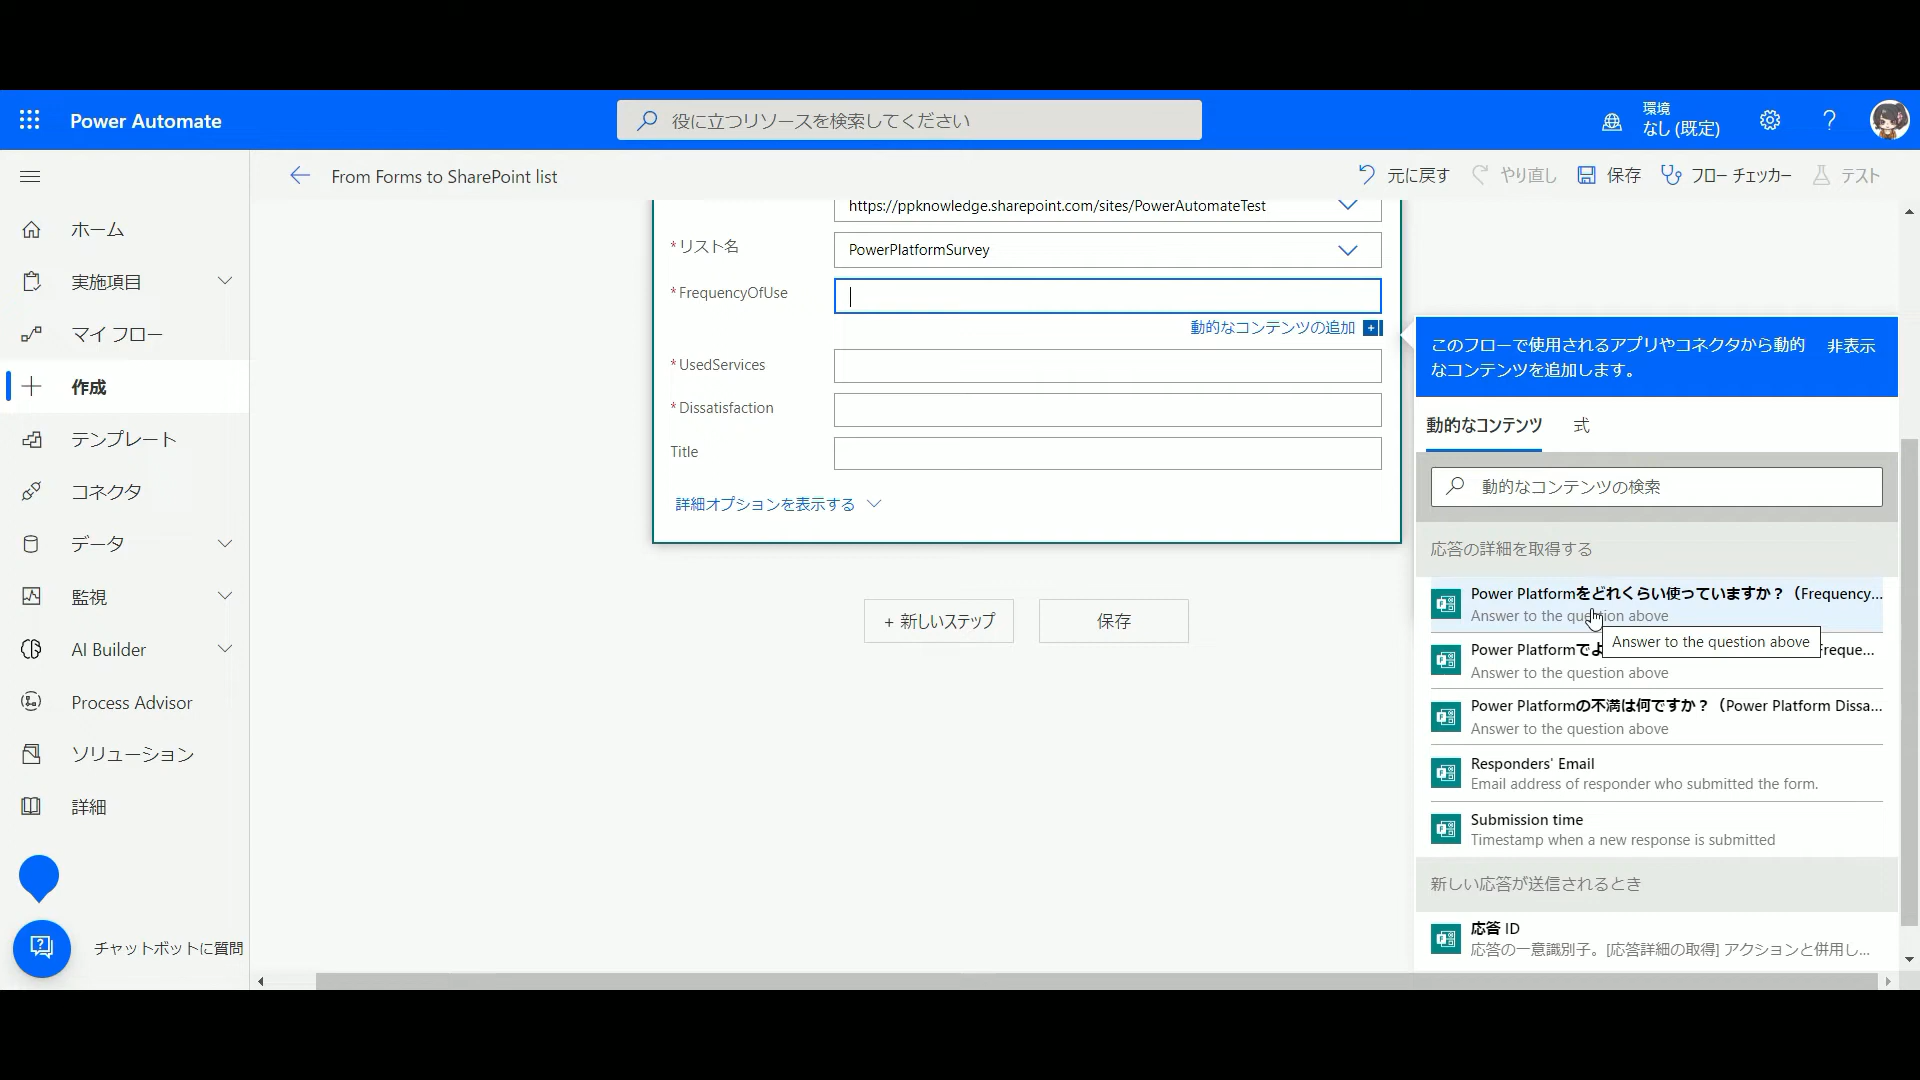 Power Automate
役に立つリソースを検索してください
環境
なし (既定)
From Forms to SharePoint list
元に戻す
やり直し
保存
フロー チェッカー
テスト
ホーム
実施項目
マイ フロー
作成
テンプレート
コネクタ
データ
監視
AI Builder
Process Advisor
ソリューション
詳細
チャットボットに質問
https://ppknowledge.sharepoint.com/sites/PowerAutomateTest
*リスト名
PowerPlatformSurvey
*FrequencyOfUse
動的なコンテンツの追加
*UsedServices
*Dissatisfaction
Title
詳細オプションを表示する
+ 新しいステップ
保存
このフローで使用されるアプリやコネクタから動的
なコンテンツを追加します。
非表示
動的なコンテンツ
式
動的なコンテンツの検索
応答の詳細を取得する
Power Platformをどれくらい使っていますか？（Frequency...
Answer to the question above
Answer to the question above
Power Platformでよ
Freque...
Answer to the question above
Power Platformの不満は何ですか？（Power Platform Dissa...
Answer to the question above
Responders' Email
Email address of responder who submitted the form.
Submission time
Timestamp when a new response is submitted
新しい応答が送信されるとき
応答 ID
応答の一意識別子。[応答詳細の取得] アクションと併用し...